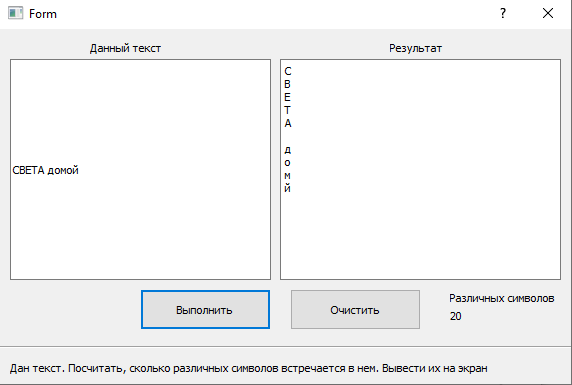 Form
Данный текст
Результат
СВЕТА домой
С
В
Е
Т
А
д
о
м
й
Выполнить
Очистить
Различных символов
20
Дан текст. Посчитать, сколько различных символов встречается в нем. Вывести их на экран